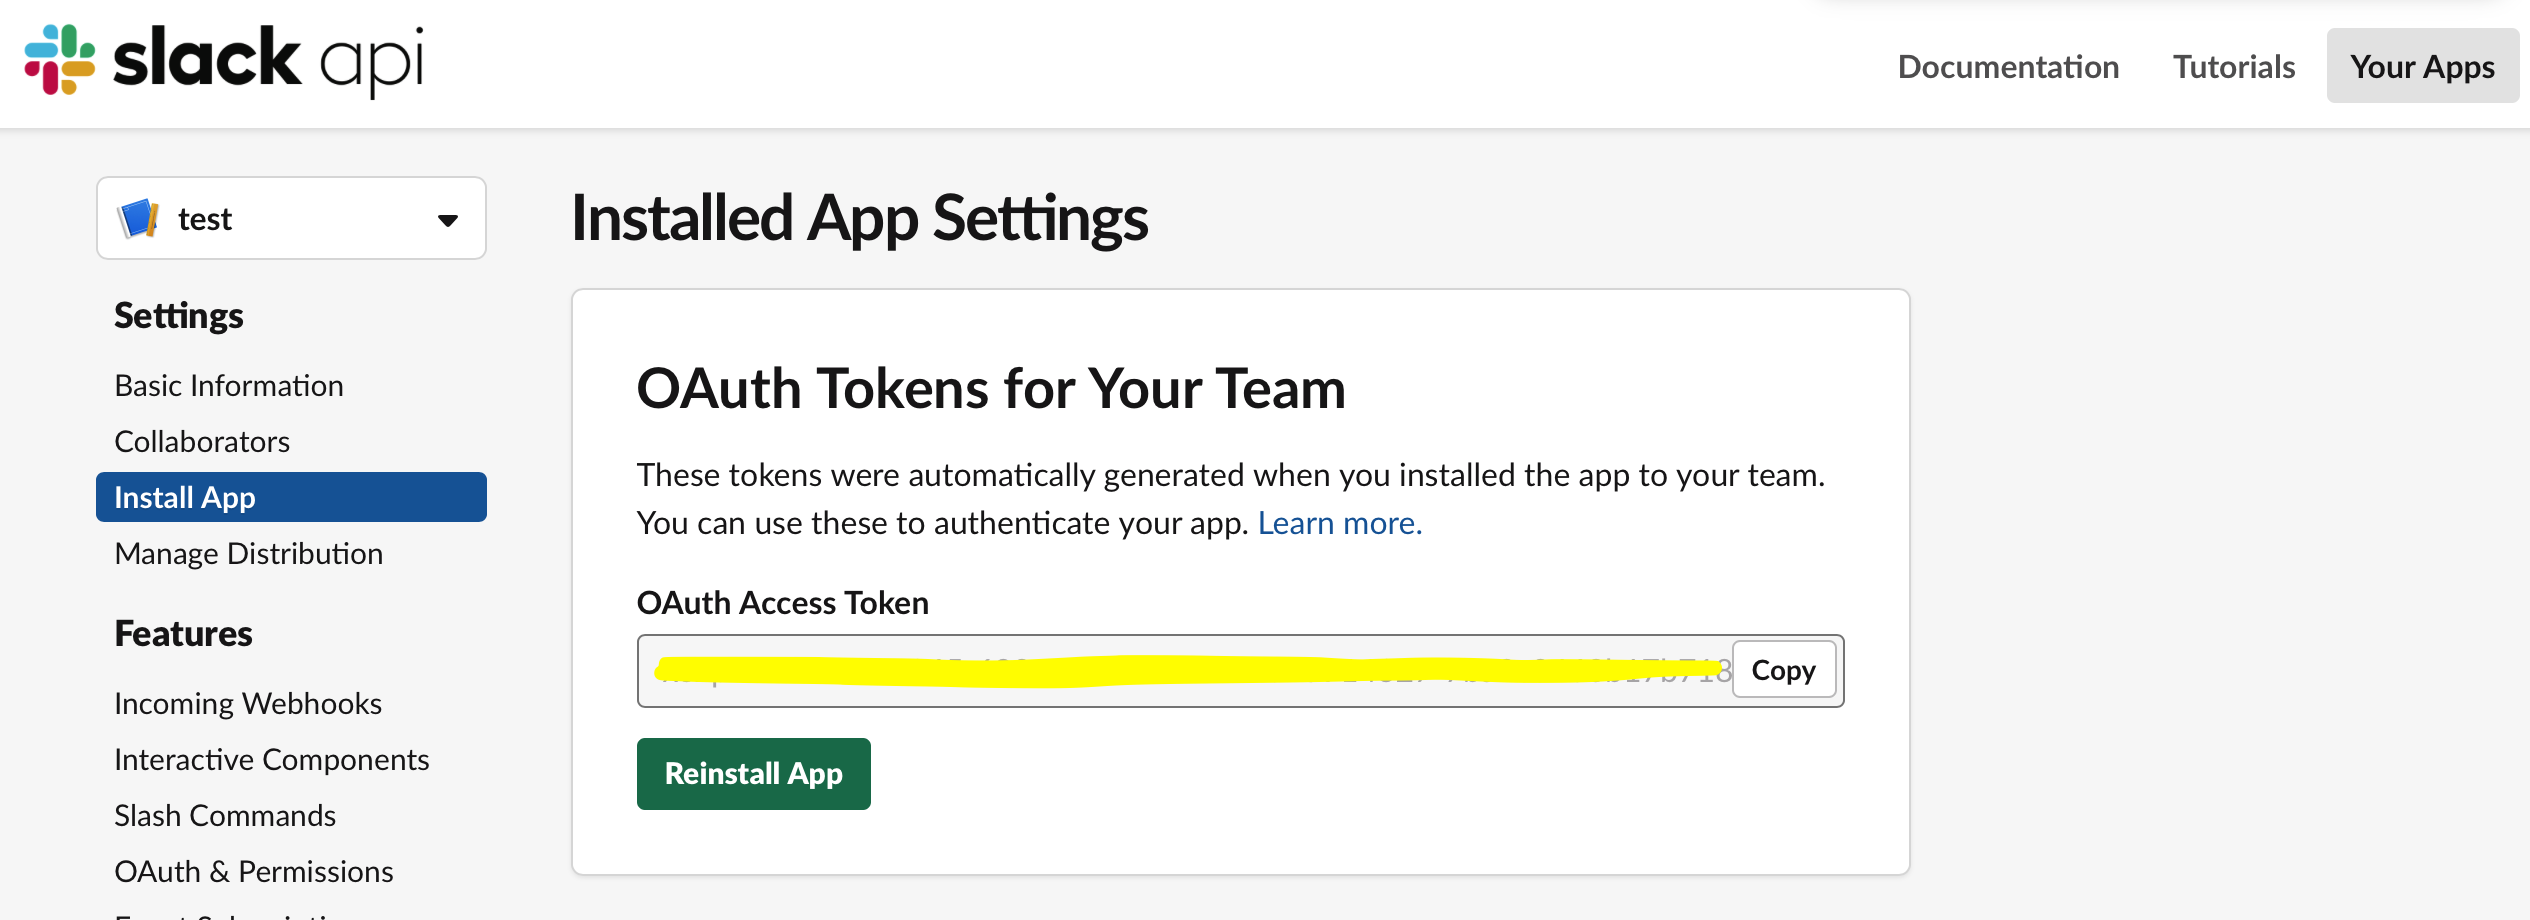 slack api
Documentation
Tutorials
Your Apps
test
Settings
Basic Information
Collaborators
Install App
Manage Distribution
Features
Incoming Webhooks
Interactive Components
Slash Commands
OAuth & Permissions
Installed App Settings
OAuth Tokens for Your Team
These tokens were automatically generated when you installed the app to your team.
You can use these to authenticate your app. Learn more.
OAuth Access Token
Copy
Reinstall App